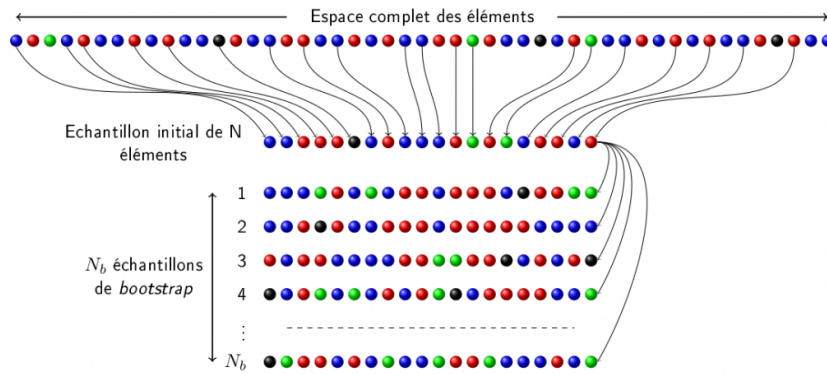 Espace complet des éléments
Echantillon initial de N
éléments
1
2
N_b échantillons
de bootstrap
3
4
⋮
N_b